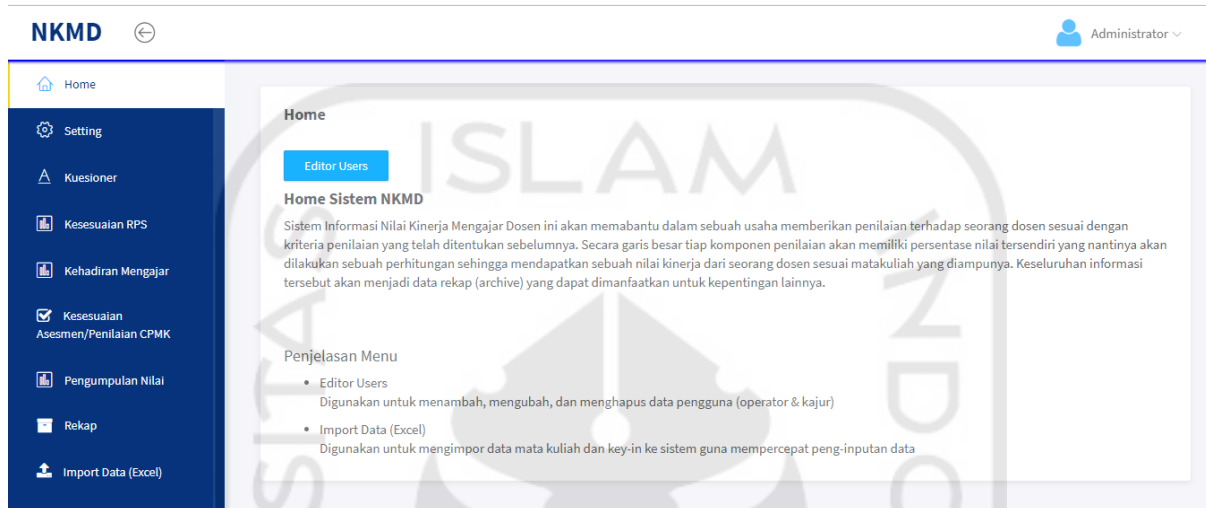 NKMD
Administrator
Home
Setting
Kuesioner
Kesesuaian RPS
Kehadiran Mengajar
Kesesuaian
Asesmen/Penilaian CPMK
Pengumpulan Nilai
Rekap
Import Data (Excel)
Home
Editor Users
Home Sistem NKMD
Sistem Informasi Nilai Kinerja Mengajar Dosen ini akan memabantu dalam sebuah usaha memberikan penilaian terhadap seorang dosen sesuai dengan
kriteria penilaian yang telah ditentukan sebelumnya. Secara garis besar tiap komponen penilaian akan memiliki persentase nilai tersendiri yang nantinya akan
dilakukan sebuah perhitungan sehingga mendapatkan sebuah nilai kinerja dari seorang dosen sesuai matakuliah yang diampunya. Keseluruhan informasi
tersebut akan menjadi data rekap (archive) yang dapat dimanfaatkan untuk kepentingan lainnya.
Penjelasan Menu
Editor Users
Digunakan untuk menambah, mengubah, dan menghapus data pengguna (operator & kajur)
Import Data (Excel)
Digunakan untuk mengimpor data mata kuliah dan key-in ke sistem guna mempercepat peng-inputan data
ISLAM